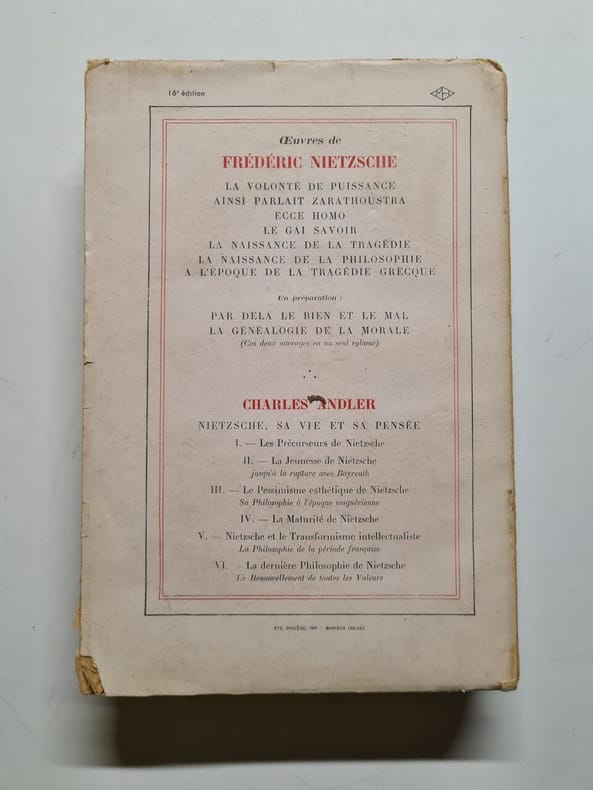 16e édition
Œuvres de
FRÉDÉRIC NIETZSCHE
LA VOLONTÉ DE PUISSANCE
AINSI PARLAIT ZARATHOUSTRA
ECCE HOMO
LE GAI SAVOIR
LA NAISSANCE DE LA TRAGÉDIE
LA NAISSANCE DE LA PHILOSOPHIE
A L'ÉPOQUE DE LA TRAGÉDIE GRECQUE
En préparation :
PAR DELA LE BIEN ET LE MAL
LA GÉNÉALOGIE DE LA MORALE
(Ces deux ouvrages en un seul volume)
CHARLES ANDLER
NIETZSCHE, SA VIE ET SA PENSÉE
I. — Les Précurseurs de Nietzsche
II. — La Jeunesse de Nietzsche
jusqu'à la rupture avec Bayreuth
III. — Le Pessimisme esthétique de Nietzsche
Sa Philosophie à l'époque wagnérienne
IV. — La Maturité de Nietzsche
V. — Nietzsche et le Transformisme intellectualiste
La Philosophie de la période française
VI. — La dernière Philosophie de Nietzsche
Le Renouvellement de toutes les Valeurs
IMP. - BAGNEUX (SEINE)